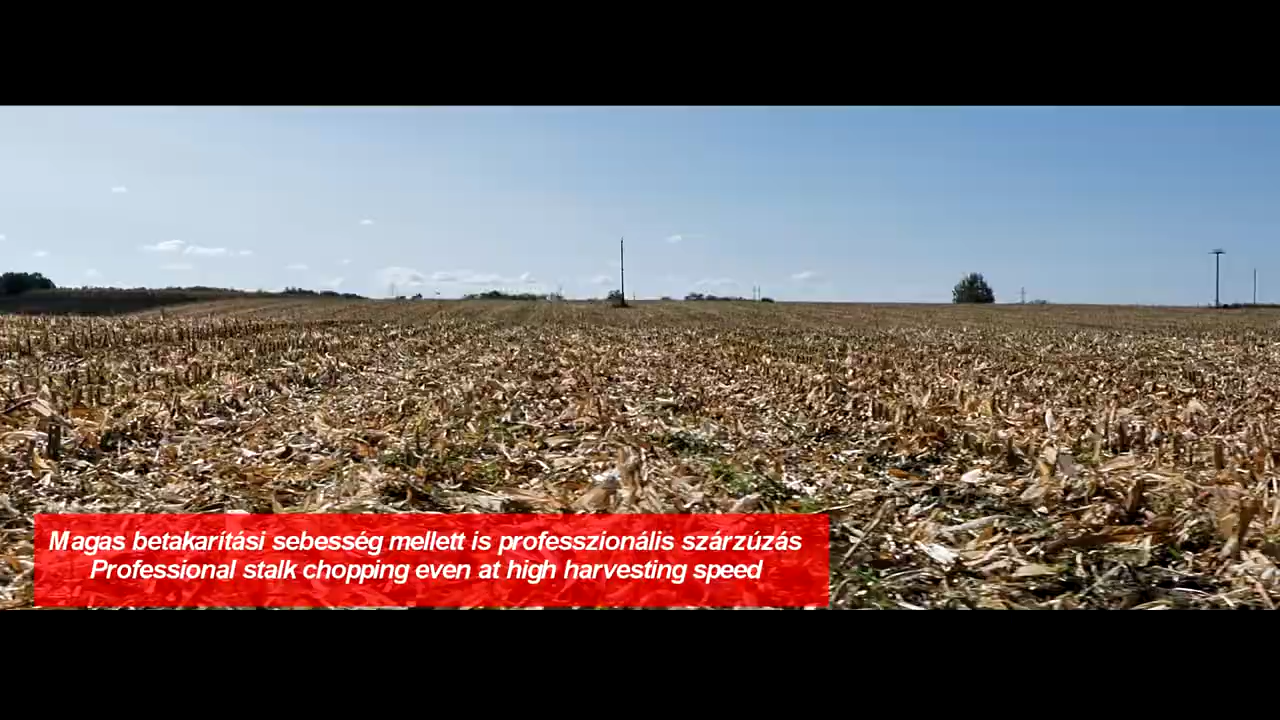 Magas betakarítási sebesség mellett is professzionális szárzúzás
Professional stalk chopping even at high harvesting speed